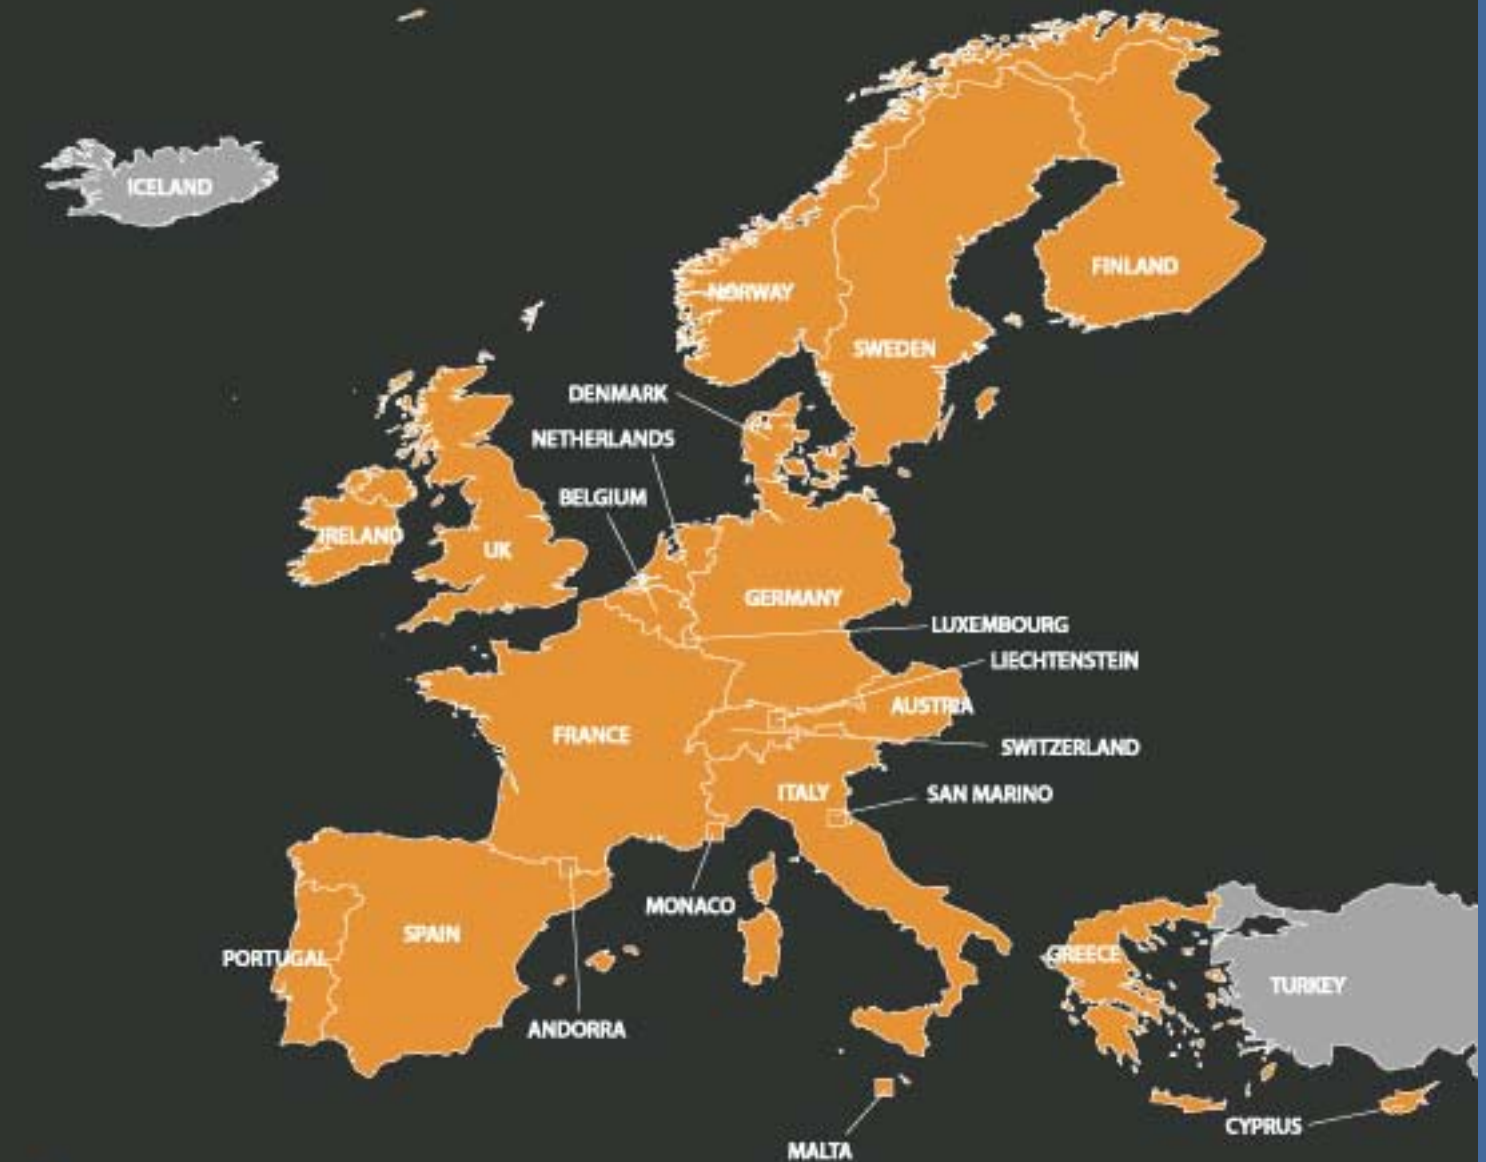 ICELAND
FINLAND
NORWAY
SWEDEN
DENMARK
NETHERLANDS
BELGIUM
IRELAND
UK
GERMANY
LUXEMBOURG
LIECHTENSTEIN
AUSTRIA
FRANCE
SWITZERLAND
ITALY
SAN MARINO
MONACO
SPAIN
PORTUGAL
GREECE
TURKEY
ANDORRA
CYPRUS
MALTA